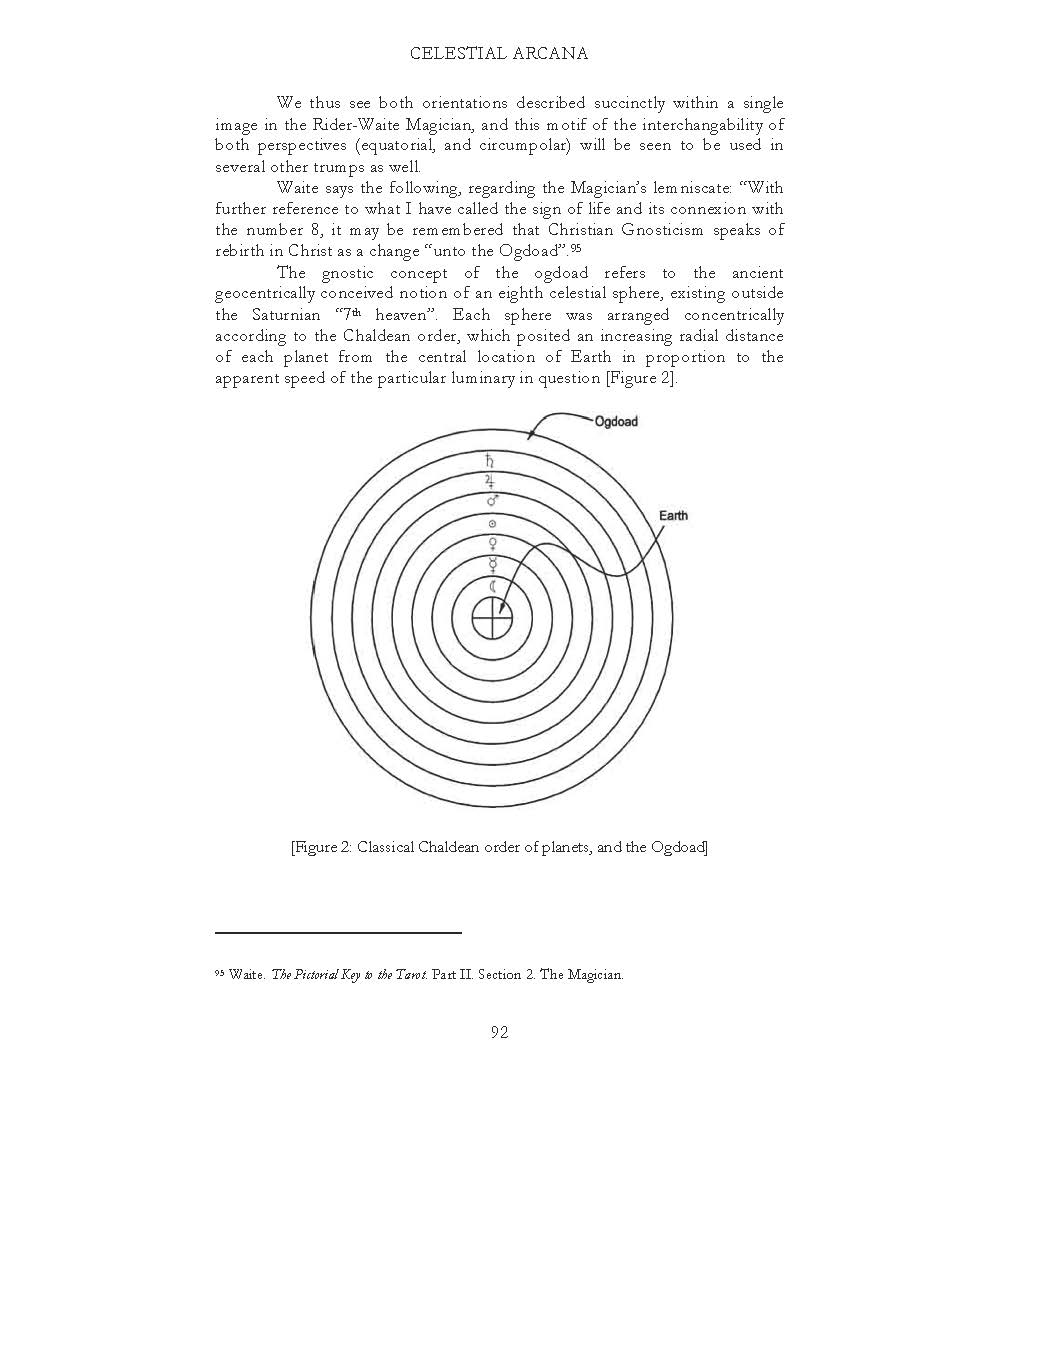 CELESTIAL ARCANA
We thus see both orientations described succinctly within a single
image in the Rider-Waite Magician, and this motif of the interchangability of
both perspectives (equatorial, and circumpolar) will be seen to be used in
several other trumps as well.
Waite says the following, regarding the Magician’s lemniscate: “With
further reference to what I have called the sign of life and its connexion with
the number 8, it may be remembered that Christian Gnosticism speaks of
rebirth in Christ as a change “unto the Ogdoad”.95
The gnostic concept of the ogdoad refers to the ancient
geocentrically conceived notion of an eighth celestial sphere, existing outside
the Saturnian “7th heaven”. Each sphere was arranged concentrically
according to the Chaldean order, which posited an increasing radial distance
of each planet from the central location of Earth in proportion to the
apparent speed of the particular luminary in question [Figure 2].
Ogdoad
♄
♃
♂
Earth
☉
♀
☿
☾
[Figure 2: Classical Chaldean order of planets, and the Ogdoad]
95 Waite. The Pictorial Key to the Tarot. Part II. Section 2. The Magician.
92